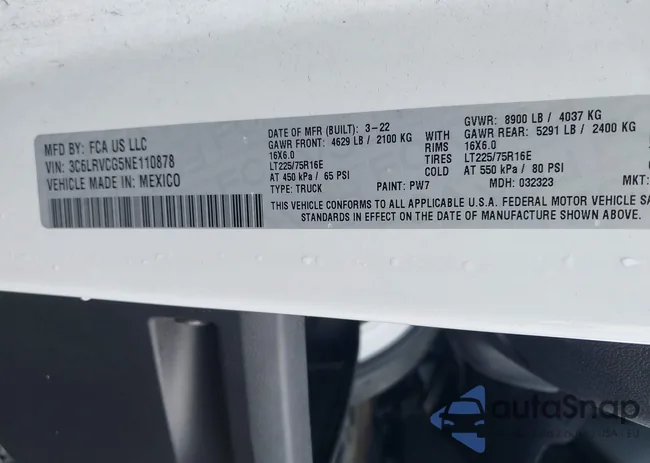 MFD BY: FCA US LLC
VIN: 3C6LRVCG5NE110878
VEHICLE MADE IN: MEXICO
DATE OF MFR (BUILT): 3-22
GAWR FRONT: 4629 LB / 2100 KG
16X6.0
LT225/75R16E
AT 450 kPa / 65 PSI
TYPE: TRUCK
PAINT: PW7
WITH
RIMS
TIRES
COLD
GVWR: 8900 LB / 4037 KG
GAWR REAR: 5291 LB / 2400 KG
16X6.0
LT225/75R16E
AT 550 kPa / 80 PSI
MDH: 032323
MKT:
THIS VEHICLE CONFORMS TO ALL APPLICABLE U.S.A. FEDERAL MOTOR VEHICLE SA
STANDARDS IN EFFECT ON THE DATE OF MANUFACTURE SHOWN ABOVE.
autoSnap